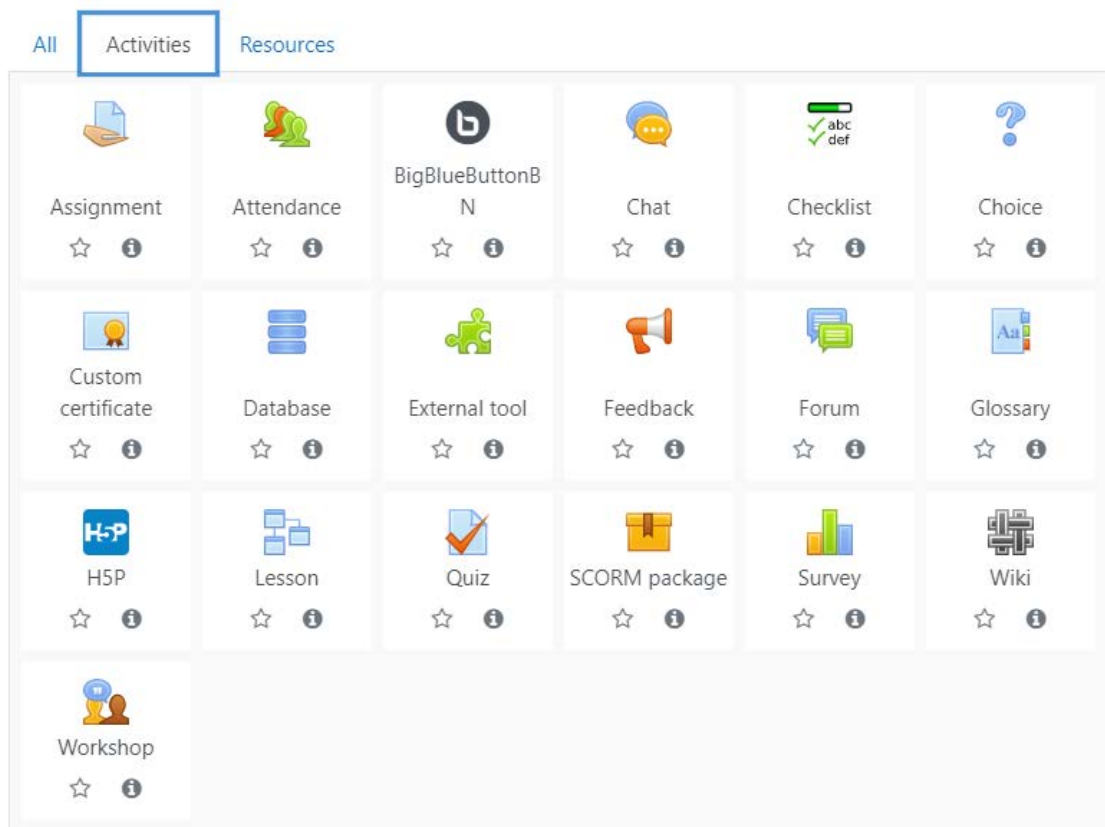 All Activities Resources
abc
def
BigBlueButtonB
Assignment Attendance N Chat Checklist Choice
Custom
certificate Database External tool Feedback Forum Glossary
Aa
H5P
H5P Lesson Quiz SCORM package Survey Wiki
Workshop